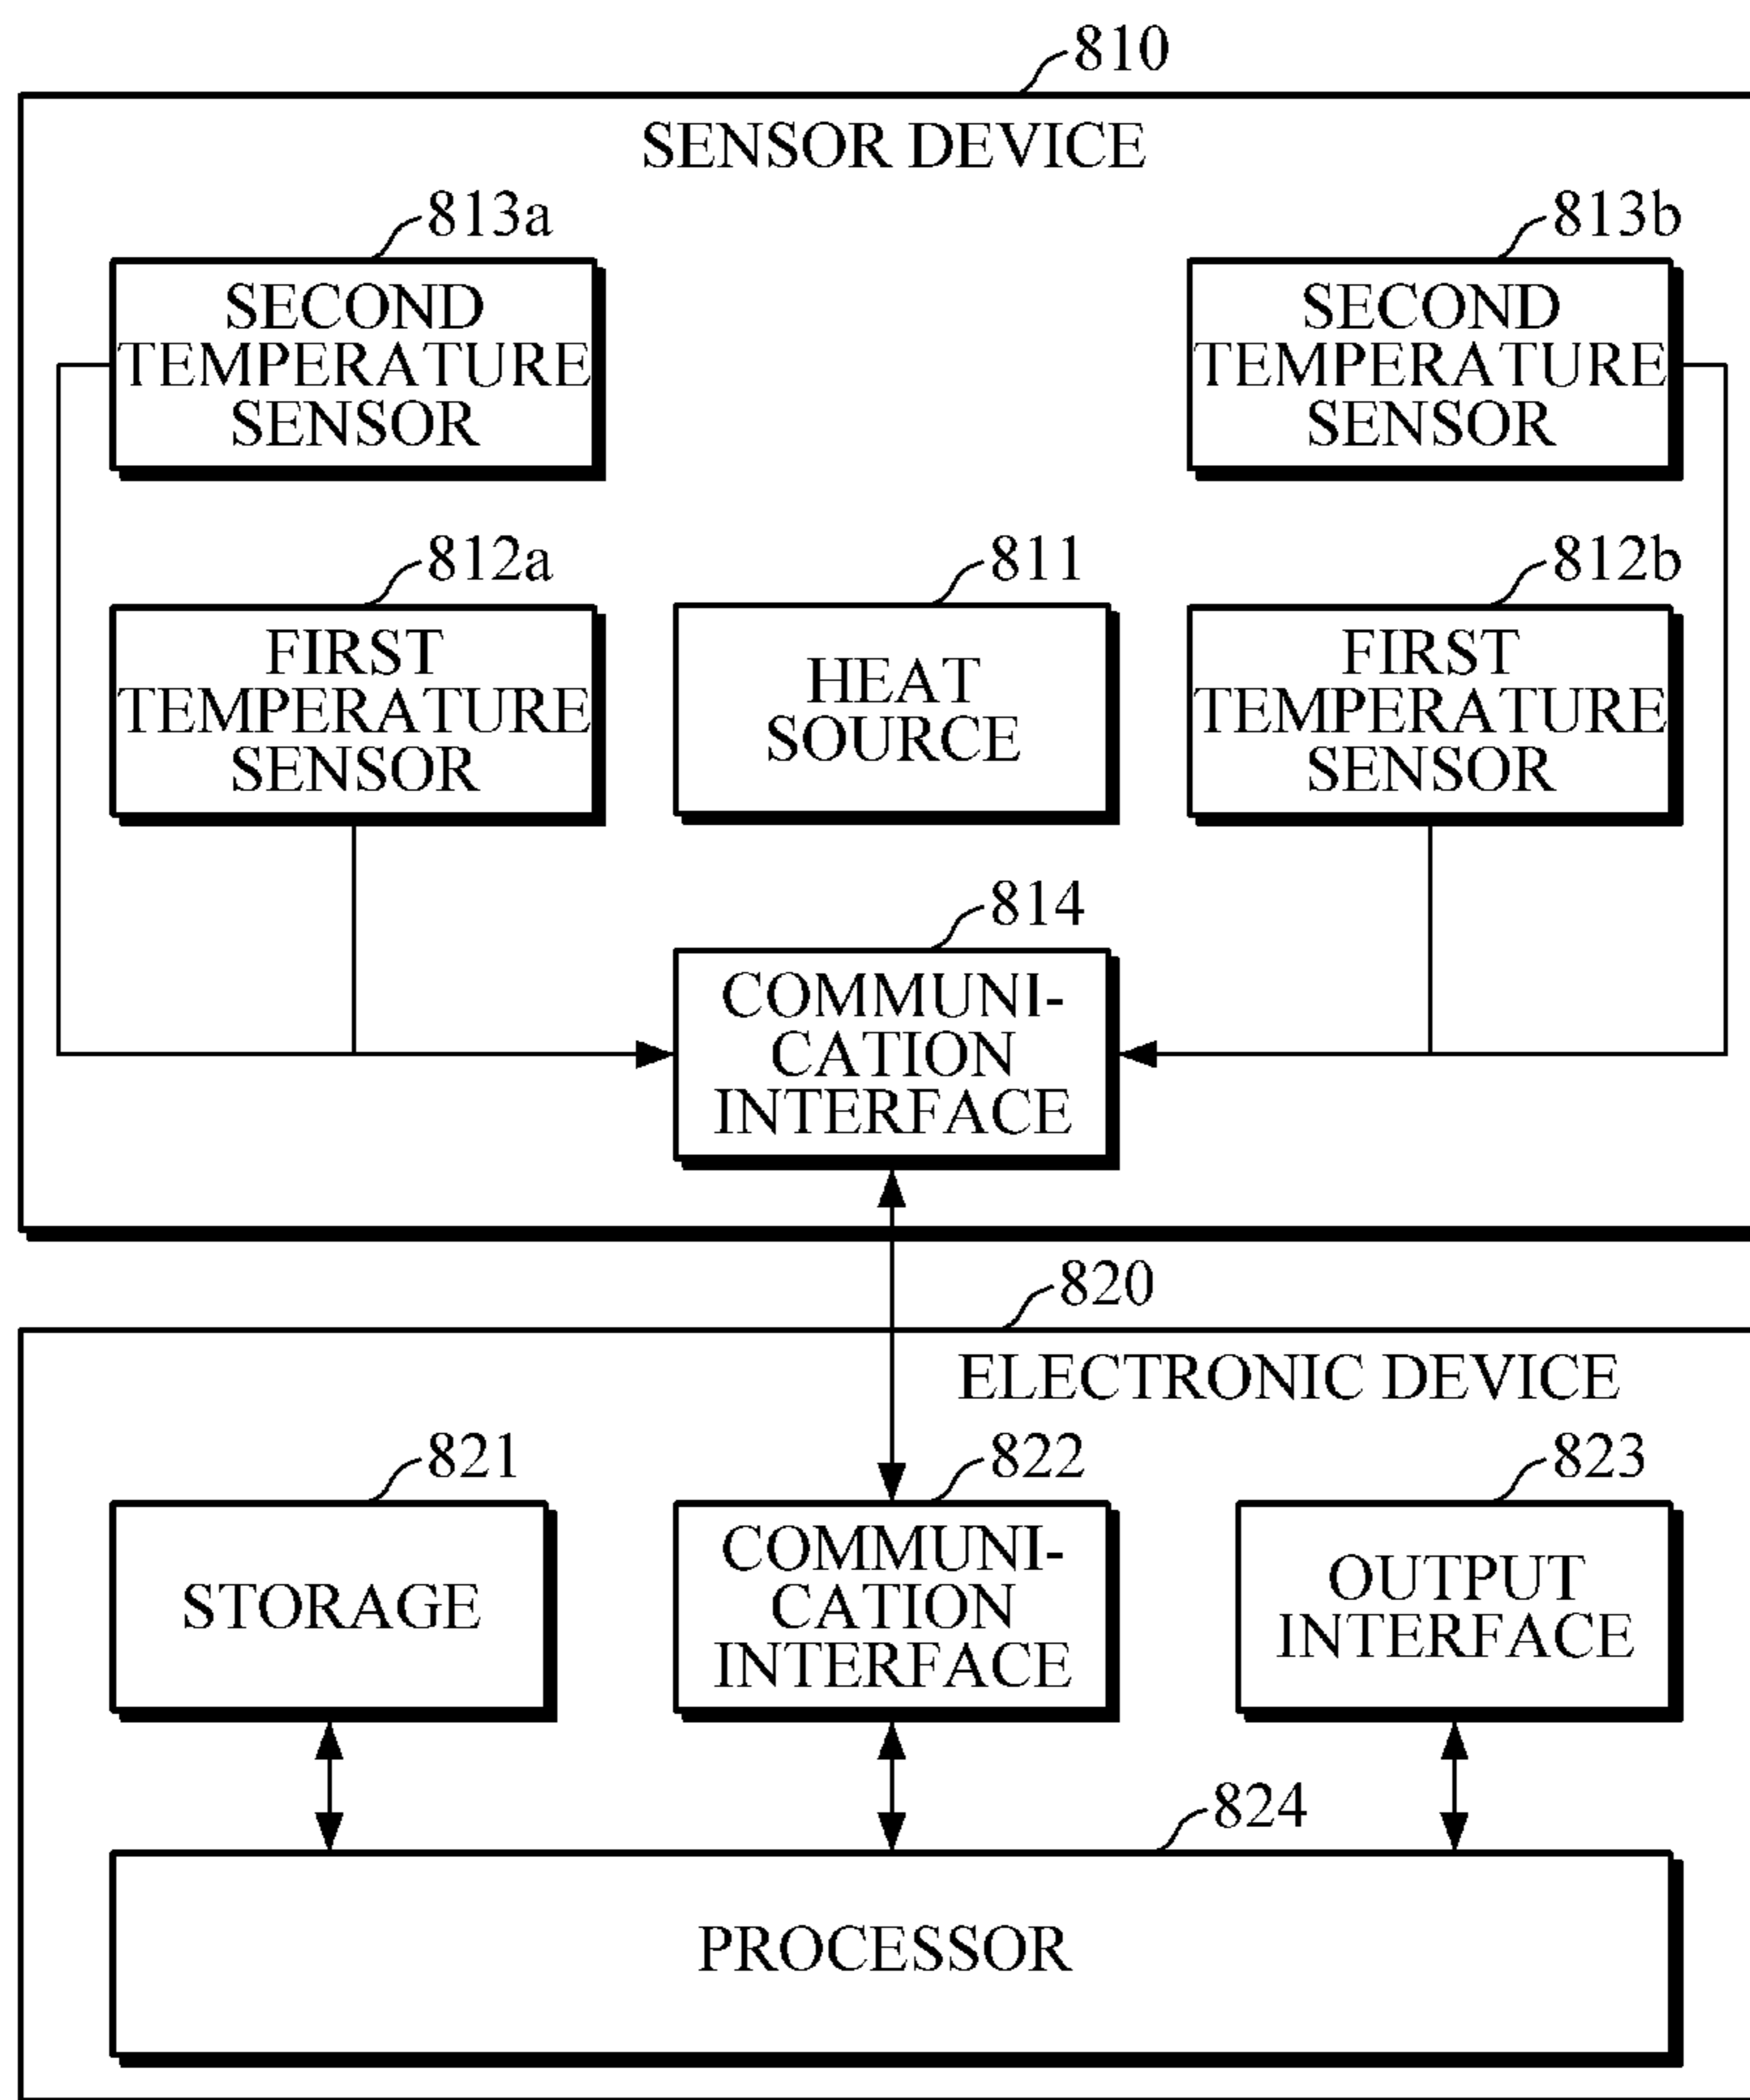 810
SENSOR DEVICE
813a
813b
SECOND
TEMPERATURE
SENSOR
SECOND
TEMPERATURE
SENSOR
812a
811
812b
FIRST
TEMPERATURE
SENSOR
HEAT
SOURCE
FIRST
TEMPERATURE
SENSOR
814
COMMUNI-
CATION
INTERFACE
820
ELECTRONIC DEVICE
821
822
823
STORAGE
COMMUNI-
CATION
INTERFACE
OUTPUT
INTERFACE
824
PROCESSOR